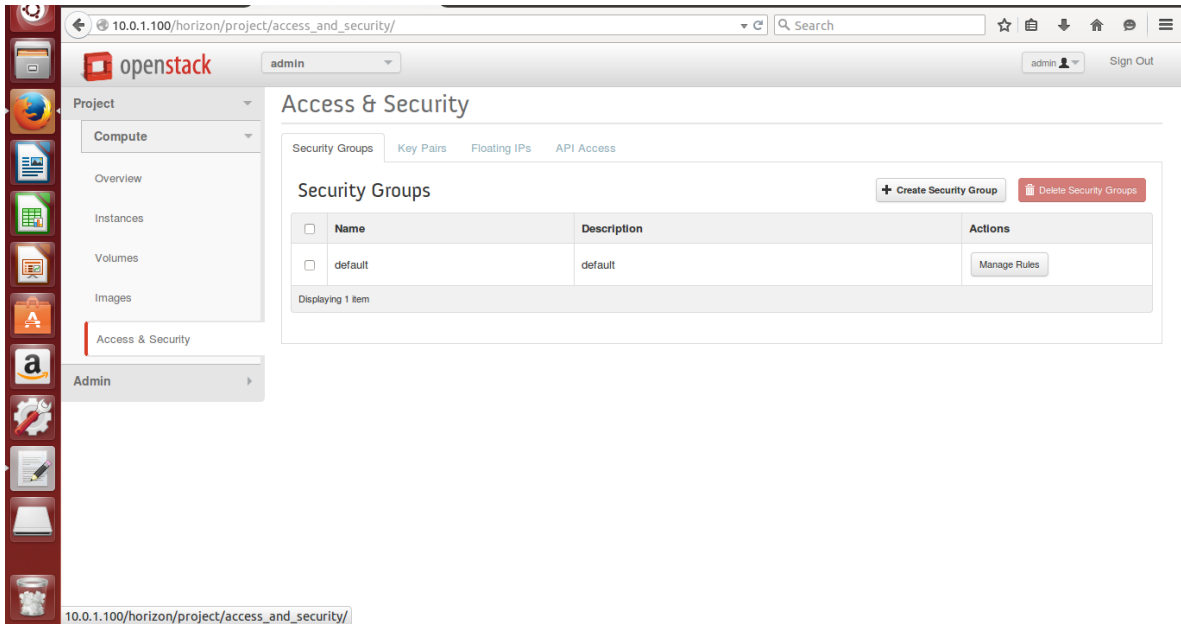 10.0.1.100/horizon/project/access_and_security/
Search
openstack
admin
admin
Sign Out
Project
Compute
Overview
Instances
Volumes
Images
Access & Security
Admin
Access & Security
Security Groups Key Pairs Floating IPs API Access
Security Groups
Create Security Group
Delete Security Groups
Name Description Actions
default default Manage Rules
Displaying 1 item
a
10.0.1.100/horizon/project/access_and_security/